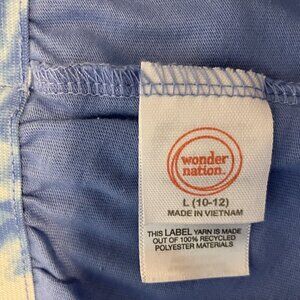 wonder
nation.
L (10-12)
MADE IN VIETNAM
THIS LABEL YARN IS MADE
OUT OF 100% RECYCLED
POLYESTER MATERIALS